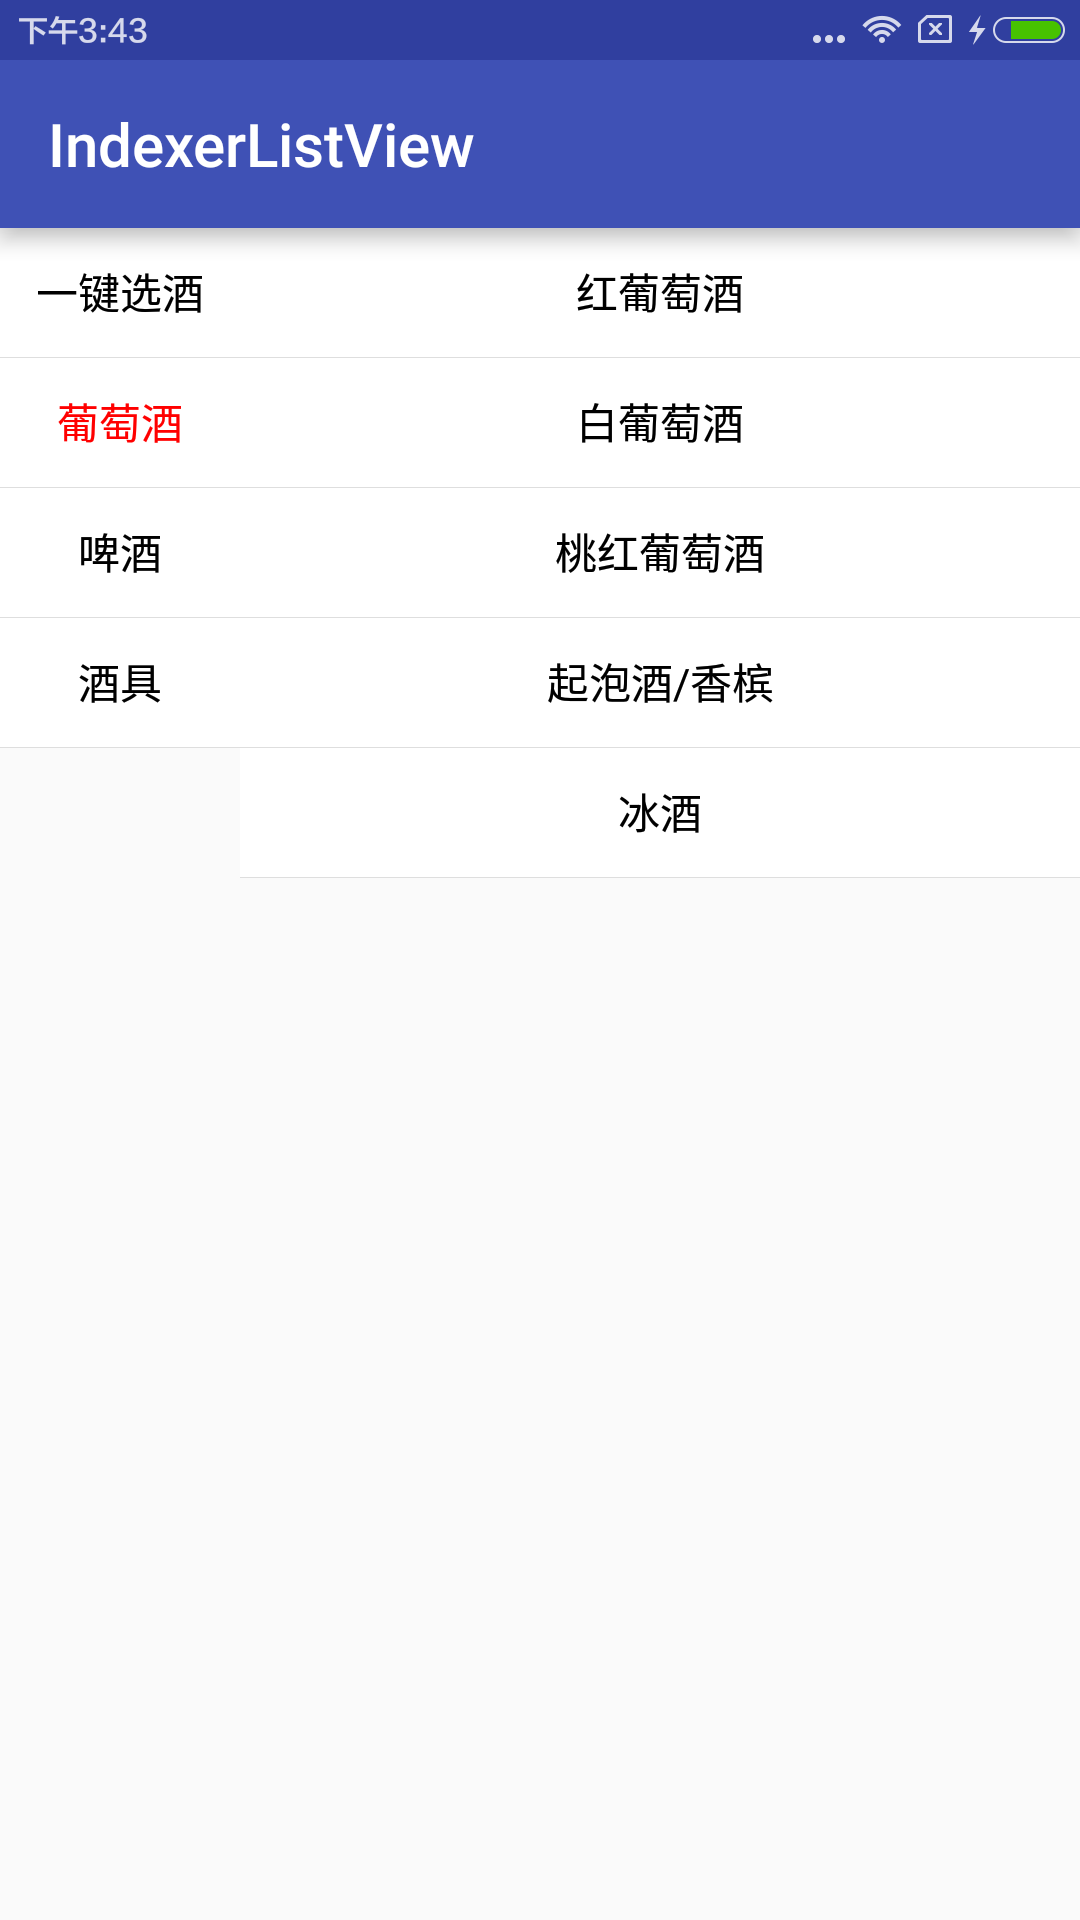 下午3:43
IndexerListView
一键选酒 红葡萄酒
葡萄酒 白葡萄酒
啤酒 桃红葡萄酒
酒具 起泡酒/香槟
冰酒